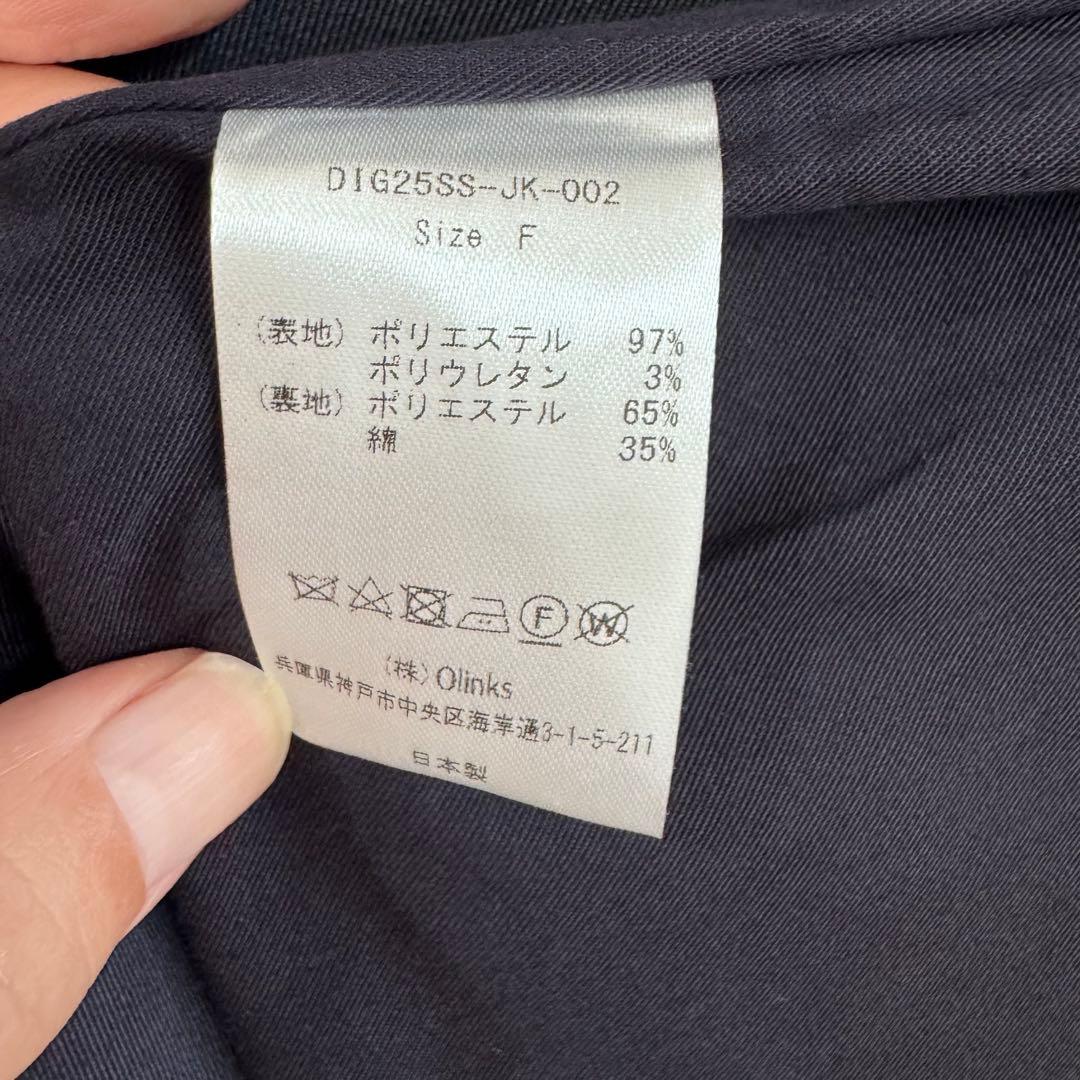 DIG25SS-JK-002
Size F
(表地) ポリエステル 97%
ポリウレタン 3%
(裏地) ポリエステル 65%
綿 35%
F W
(株) Olinks
兵庫県神戸市中央区海岸通3-1-5-211
日本製